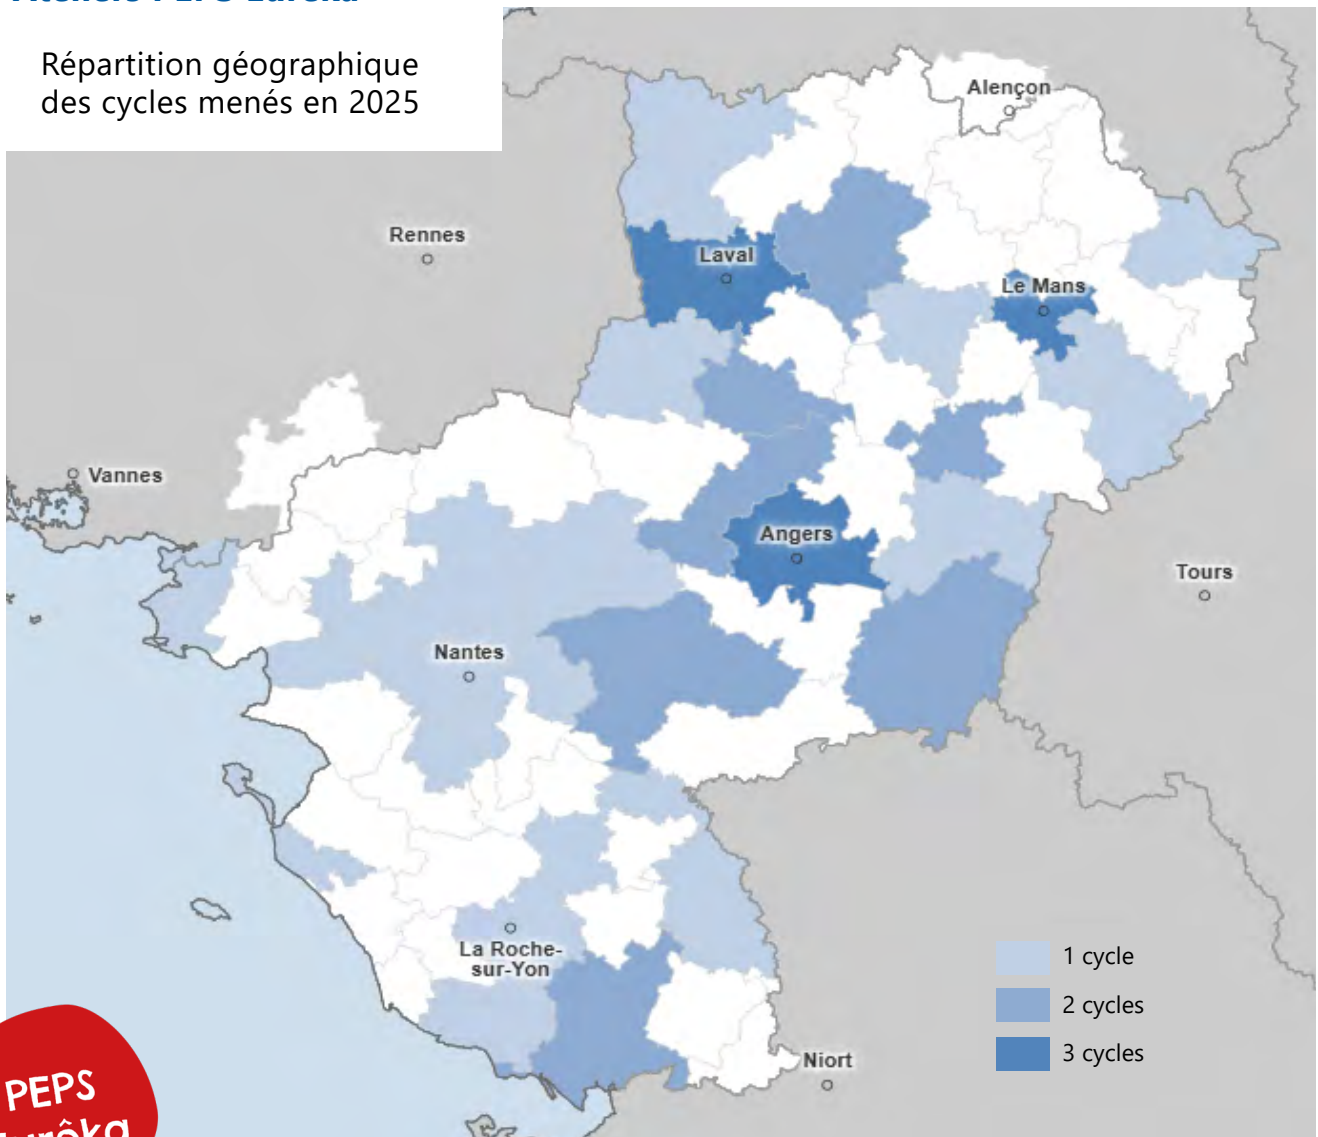 Répartition géographique
des cycles menés en 2025
Alençon
Rennes
Laval
Le Mans
Vannes
Angers
Tours
Nantes
La Roche-
sur-Yon
1 cycle
2 cycles
3 cycles
Niort
PEPS